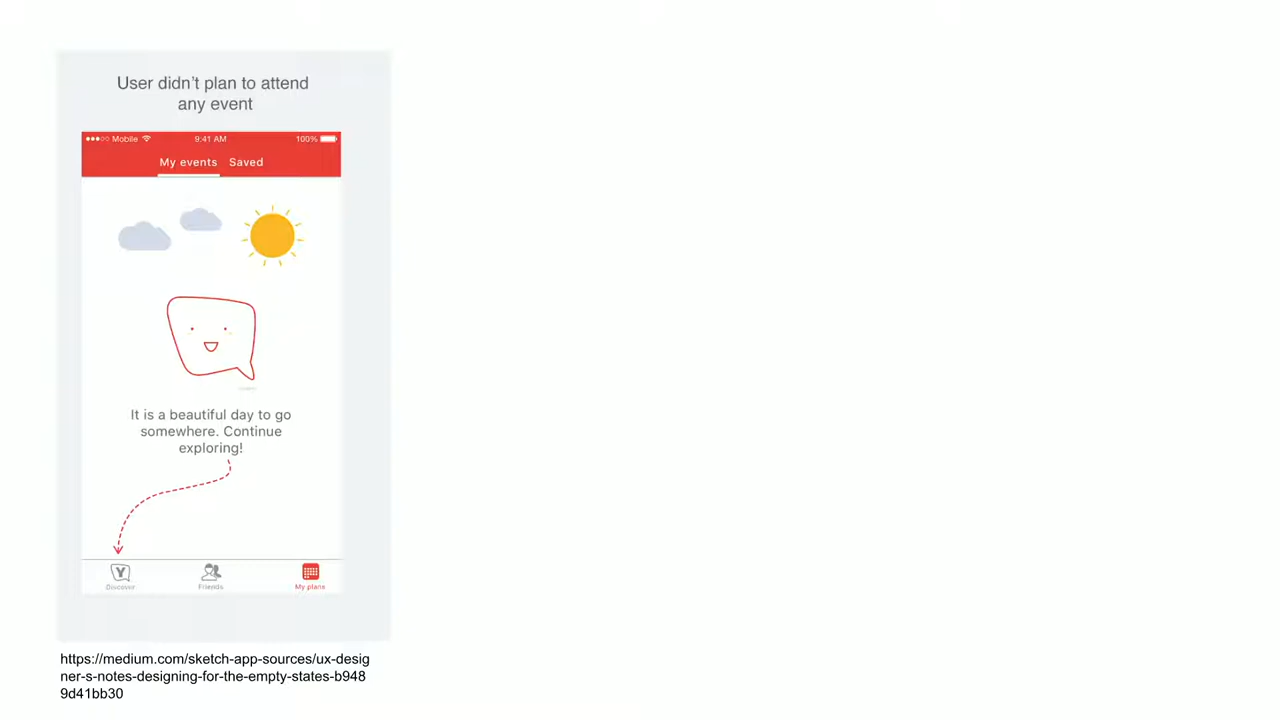 User didn't plan to attend
any event
Mobile 9:41 AM 100%
My events Saved
It is a beautiful day to go
somewhere. Continue
exploring!
Y
Discover Friends My plans
https://medium.com/sketch-app-sources/ux-desig
ner-s-notes-designing-for-the-empty-states-b948
9d41bb30